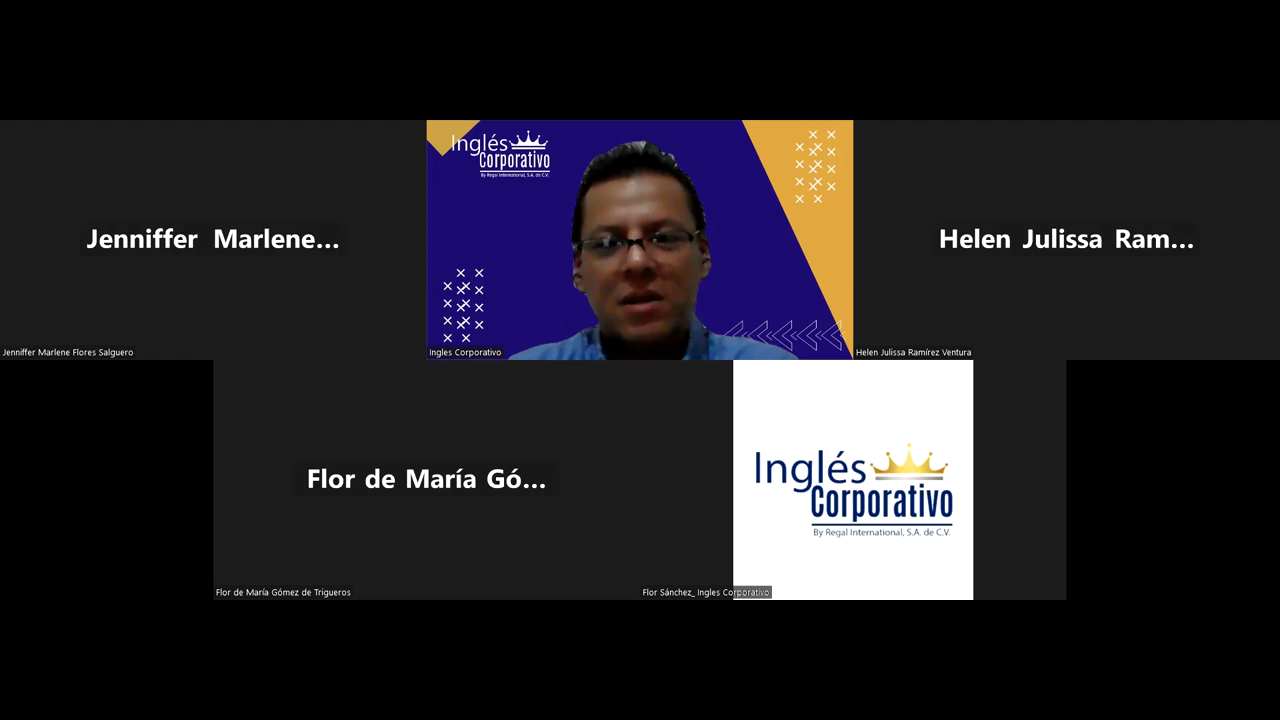 Inglés
Corporativo
By Regal International, S.A. de C.V.
Jenniffer Marlene...
Helen Julissa Ram...
Jenniffer Marlene Flores Salguero
Ingles Corporativo
Helen Julissa Ramírez Ventura
Flor de María Gó...
Inglés
Corporativo
By Regal International, S.A. de C.V.
Flor de María Gómez de Trigueros
Flor Sánchez_ Ingles Corporativo